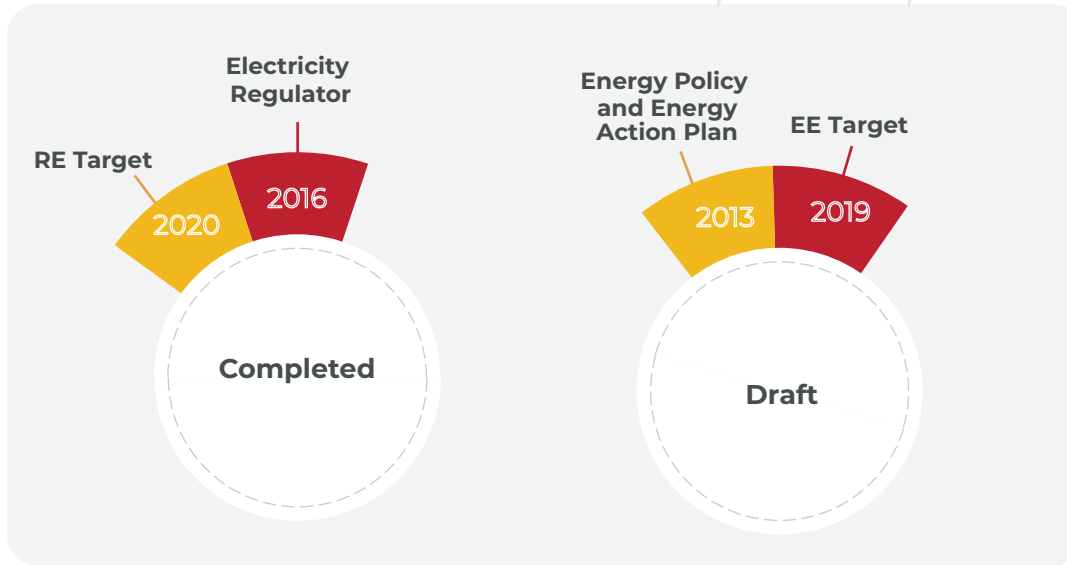 Electricity
Regulator
RE Target
2020
2016
Completed
Energy Policy
and Energy
Action Plan
EE Target
2013
2019
Draft